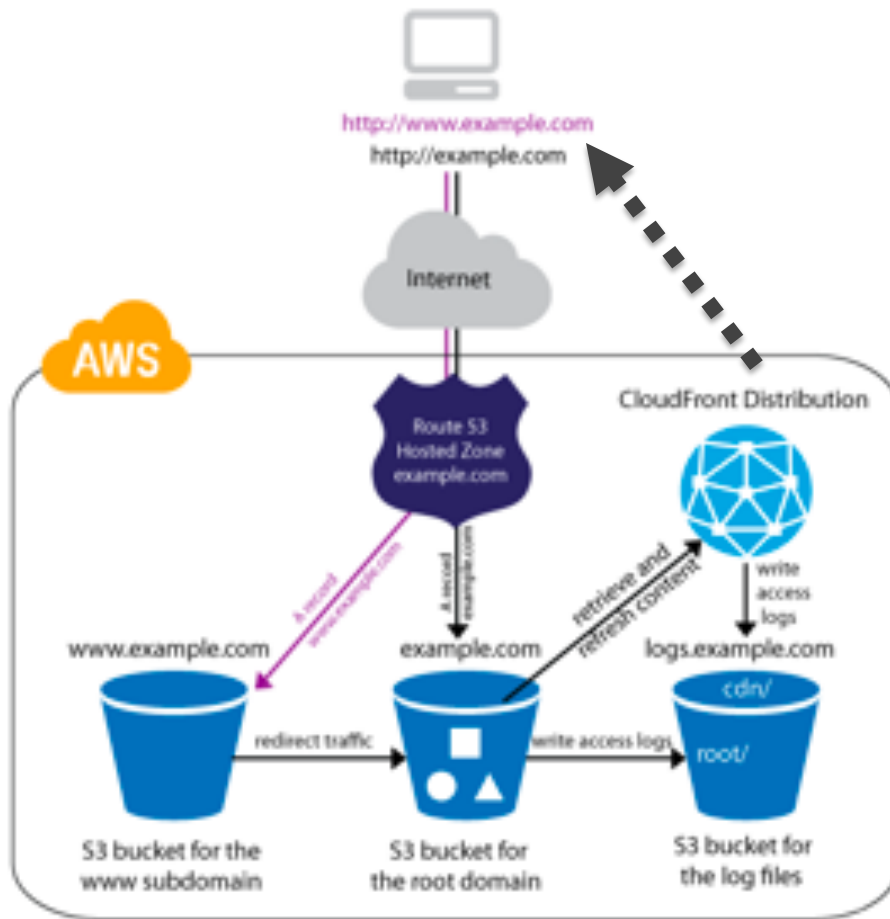 http://www.example.com
http://example.com
Internet
AWS
CloudFront Distribution
Route 53
Hosted Zone
example.com
A record
www.example.com
A record
example.com
retrieve and
refresh content
write
access
logs
www.example.com
example.com
logs.example.com
cdn/
redirect traffic
write access logs
root/
S3 bucket for the
www subdomain
S3 bucket for
the root domain
S3 bucket for
the log files